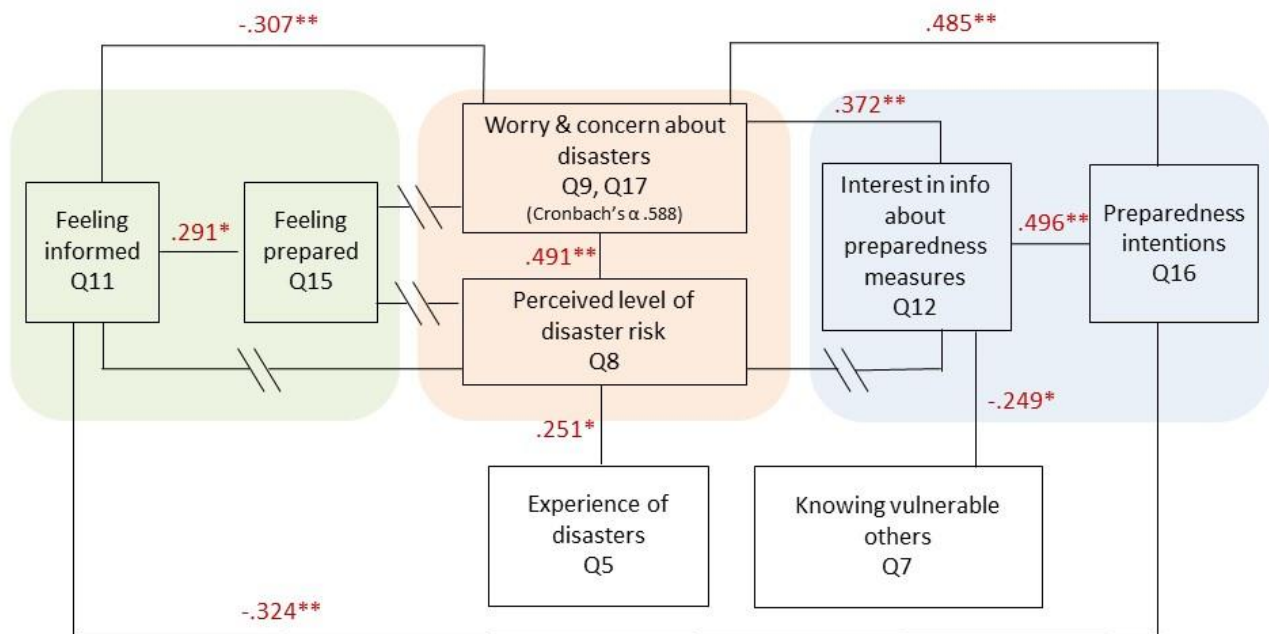 -.307**
.485**
.372**
Worry & concern about
disasters
Q9, Q17
(Cronbach's α .588)
Feeling
informed
Q11
.291*
Feeling
prepared
Q15
Interest in info
about
preparedness
measures
Q12
.496**
Preparedness
intentions
Q16
.491**
Perceived level of
disaster risk
Q8
-.249*
.251*
Experience of
disasters
Q5
Knowing vulnerable
others
Q7
-.324**